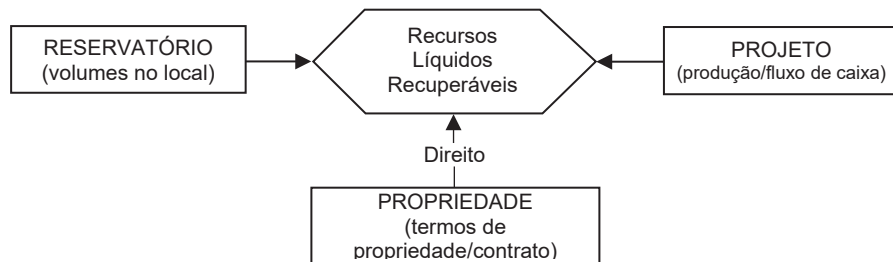 RESERVATÓRIO
(volumes no local)
Recursos
Líquidos
Recuperáveis
PROJETO
(produção/fluxo de caixa)
Direito
PROPRIEDADE
(termos de
propriedade/contrato)